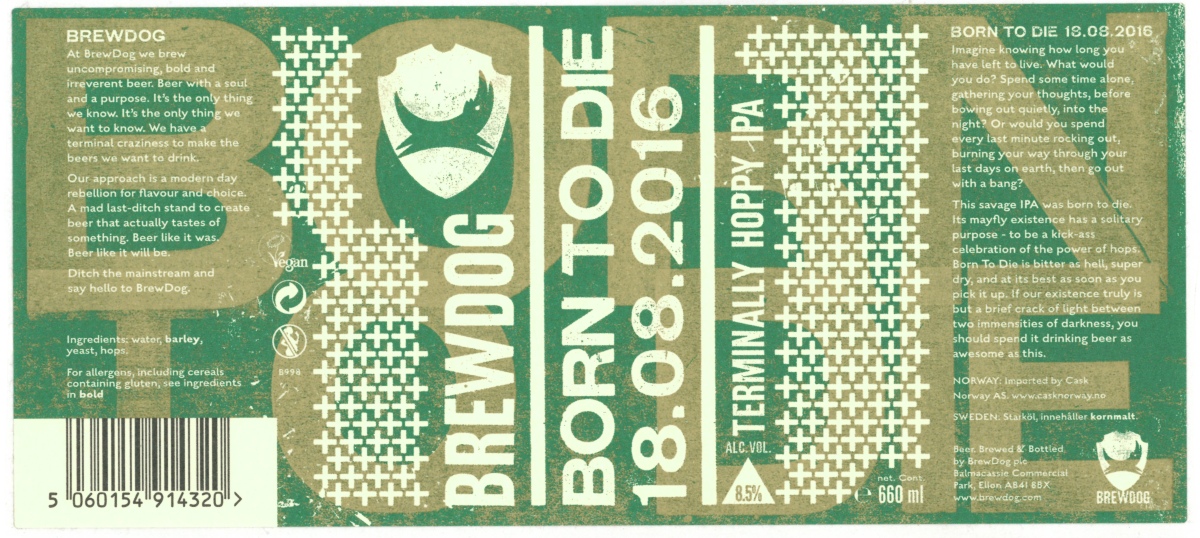 BREWDOG
At BrewDog we brew
uncompromising, bold and
irreverent beer. Beer with a soul
and a purpose. It's the only thing
we know. It's the only thing we
want to know. We have a
terminal craziness to make the
beers we want to drink.
Our approach is a modern day
rebellion for flavour and choice.
A mad last-ditch stand to create
beer that actually tastes of
something. Beer like it was.
Beer like it will be.
Ditch the mainstream and
say hello to BrewDog.
Ingredients: water, barley,
yeast, hops.
For allergens, including cereals
containing gluten, see ingredients
in bold
5 060154 914320 >
Vegan
B998
BREWDOG
BORN TO DIE
18.08.2016
TERMINALLY HOPPY IPA
ALC.VOL.
8.5%
net. Cont.
e 660 ml
BORN TO DIE 18.08.2016
Imagine knowing how long you
have left to live. What would
you do? Spend some time alone,
gathering your thoughts, before
bowing out quietly, into the
night? Or would you spend
every last minute rocking out,
burning your way through your
last days on earth, then go out
with a bang?
This savage IPA was born to die.
Its mayfly existence has a solitary
purpose - to be a kick-ass
celebration of the power of hops.
Born To Die is bitter as hell, super
dry, and at its best as soon as you
pick it up. If our existence truly is
but a brief crack of light between
two immensities of darkness, you
should spend it drinking beer as
awesome as this.
NORWAY: Imported by Cask
Norway AS. www.casknorway.no
SWEDEN: Starköl, innehåller kornmalt.
Beer. Brewed & Bottled
by BrewDog plc
Balmacassie Commercial
Park, Ellon AB41 8BX
www.brewdog.com
BREWDOG